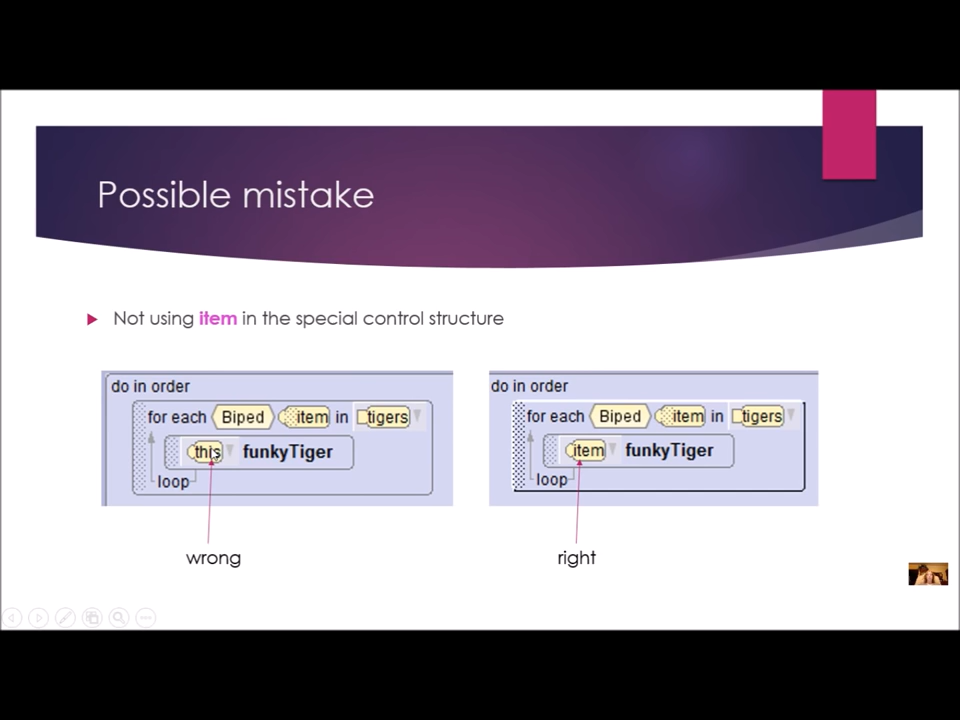 Possible mistake
Not using item in the special control structure
do in order
for each Biped item in tigers
this funkyTiger
loop
wrong
do in order
for each Biped item in tigers
item funkyTiger
loop
right